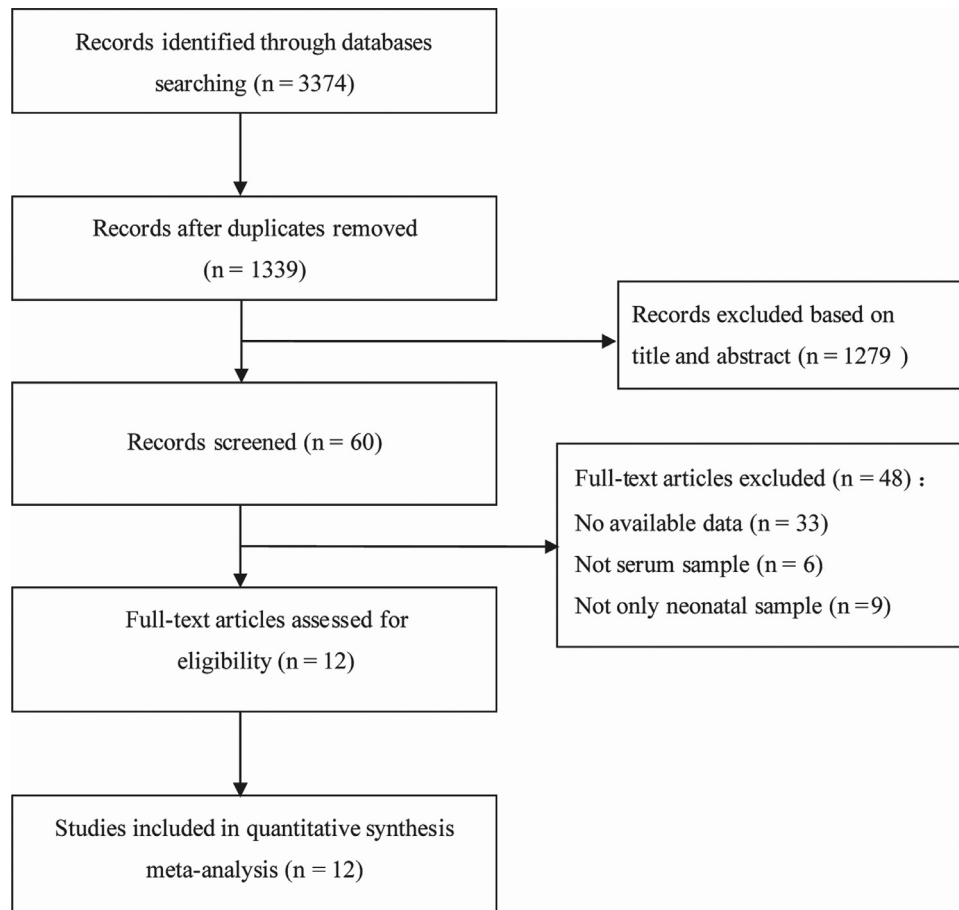 Records identified through databases
searching (n = 3374)
Records after duplicates removed
(n = 1339)
Records excluded based on
title and abstract (n = 1279 )
Records screened (n = 60)
Full-text articles excluded (n = 48) :
No available data (n = 33)
Not serum sample (n = 6)
Not only neonatal sample (n =9)
Full-text articles assessed for
eligibility (n = 12)
Studies included in quantitative synthesis
meta-analysis (n = 12)